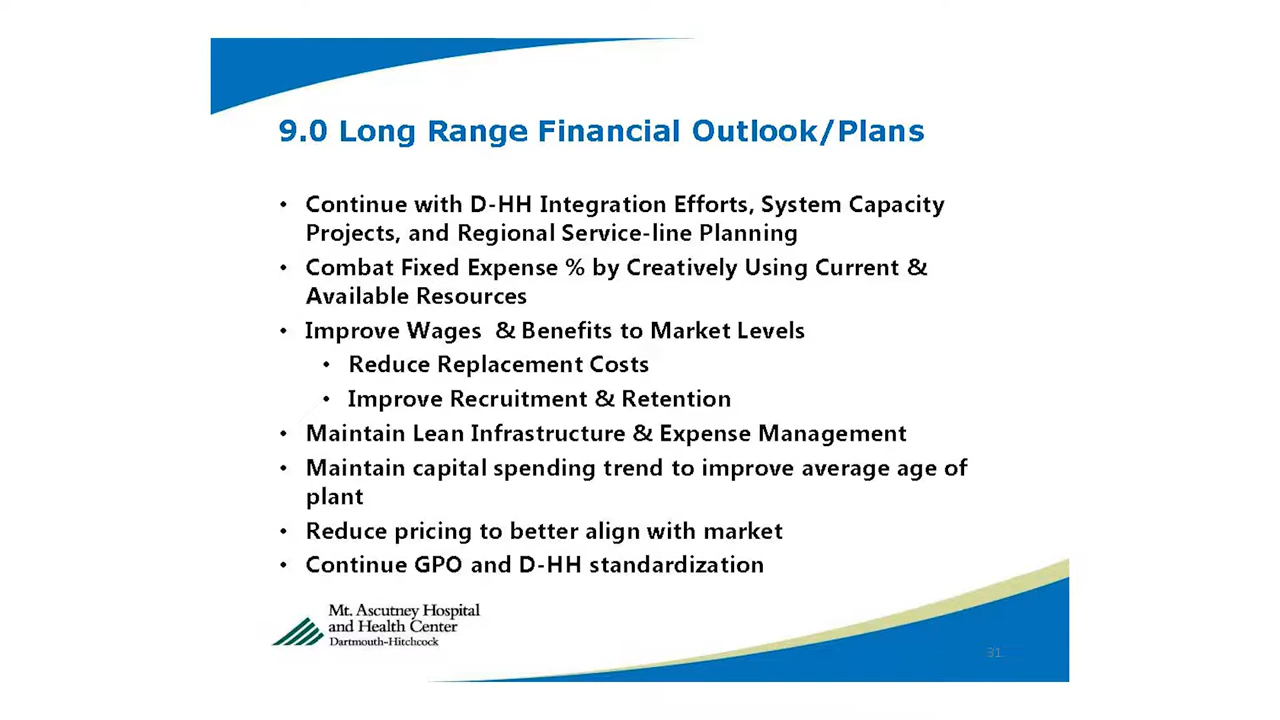 9.0 Long Range Financial Outlook/Plans
• Continue with D-HH Integration Efforts, System Capacity
Projects, and Regional Service-line Planning
• Combat Fixed Expense % by Creatively Using Current &
Available Resources
• Improve Wages & Benefits to Market Levels
• Reduce Replacement Costs
• Improve Recruitment & Retention
• Maintain Lean Infrastructure & Expense Management
• Maintain capital spending trend to improve average age of
plant
• Reduce pricing to better align with market
• Continue GPO and D-HH standardization
Mt. Ascutney Hospital
and Health Center
Dartmouth-Hitchcock
31